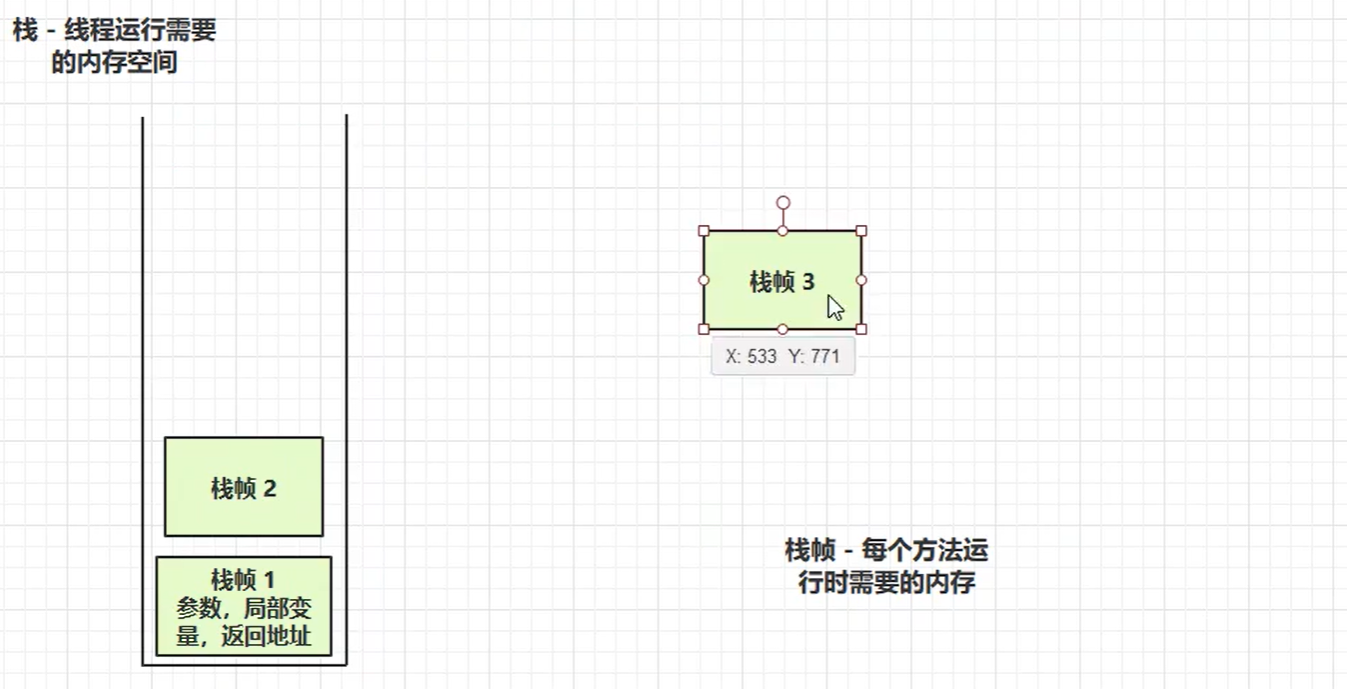 栈 - 线程运行需要
的内存空间
栈帧 3
X: 533 Y: 771
栈帧 2
栈帧 - 每个方法运
行时需要的内存
栈帧 1
参数，局部变
量，返回地址